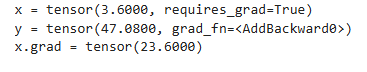 x = tensor(3.6000, requires_grad=True)
y = tensor(47.0800, grad_fn=<AddBackward0>)
x.grad = tensor(23.6000)